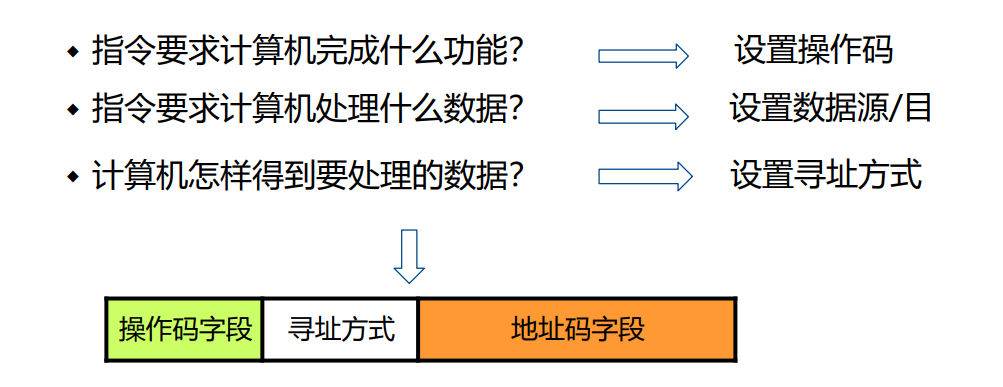 ◆ 指令要求计算机完成什么功能? 设置操作码
◆ 指令要求计算机处理什么数据? 设置数据源/目
◆ 计算机怎样得到要处理的数据? 设置寻址方式
操作码字段 寻址方式 地址码字段